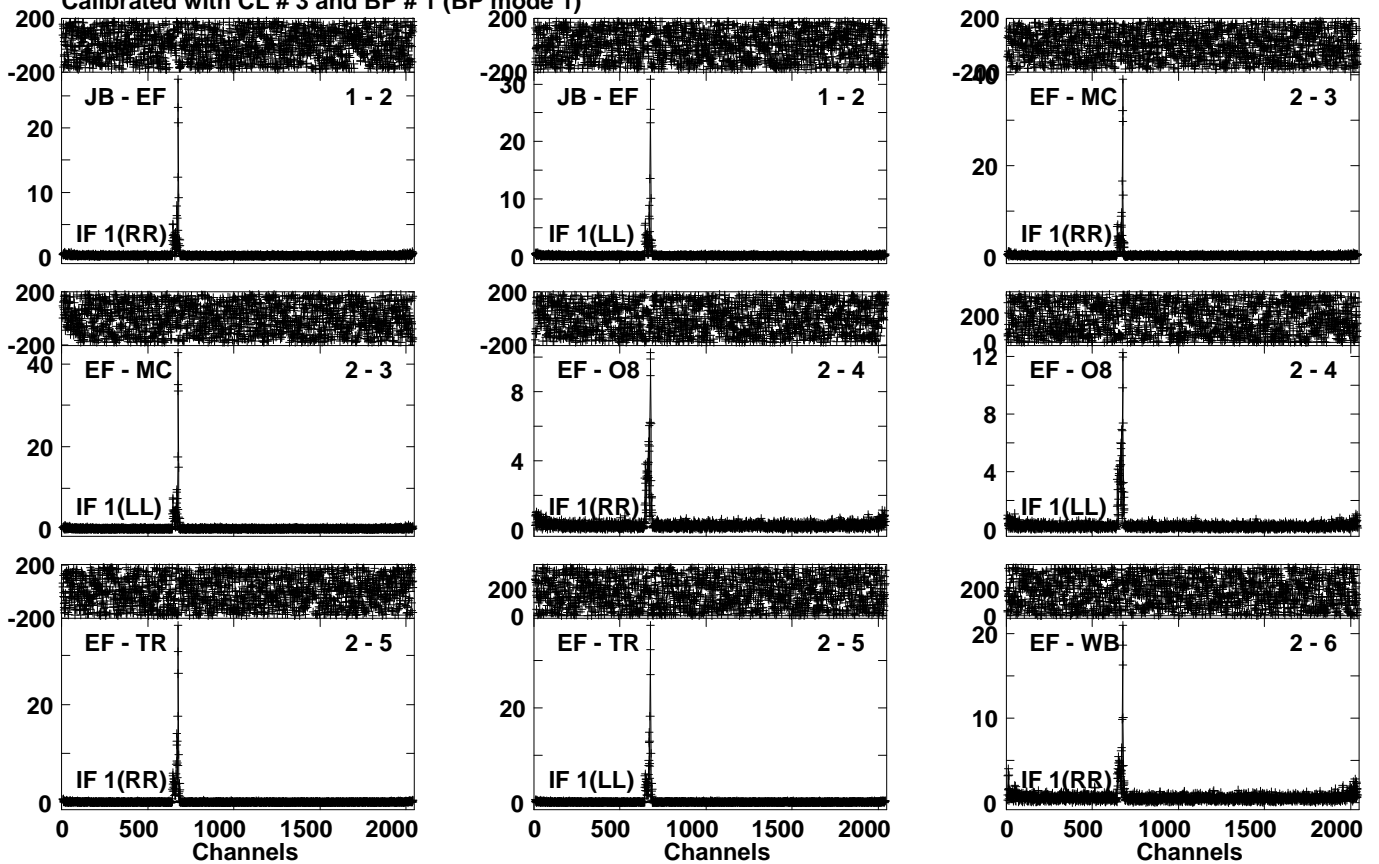 Calibrated with CL # 3 and BP # 1 (BP mode 1)
200
-200
JB - EF 1 - 2
20
10
IF 1(RR)
0
200
-200
30
JB - EF 1 - 2
20
10
IF 1(LL)
0
200
-200
40
EF - MC 2 - 3
20
IF 1(RR)
0
200
-200
40
EF - MC 2 - 3
20
IF 1(LL)
0
200
-200
EF - O8 2 - 4
8
4
IF 1(RR)
0
200
0
12
EF - O8 2 - 4
8
4
IF 1(LL)
0
200
-200
EF - TR 2 - 5
20
IF 1(RR)
0
0 500 1000 1500 2000
Channels
200
0
EF - TR 2 - 5
20
IF 1(LL)
0
0 500 1000 1500 2000
Channels
200
0
20
EF - WB 2 - 6
10
IF 1(RR)
0
0 500 1000 1500 2000
Channels